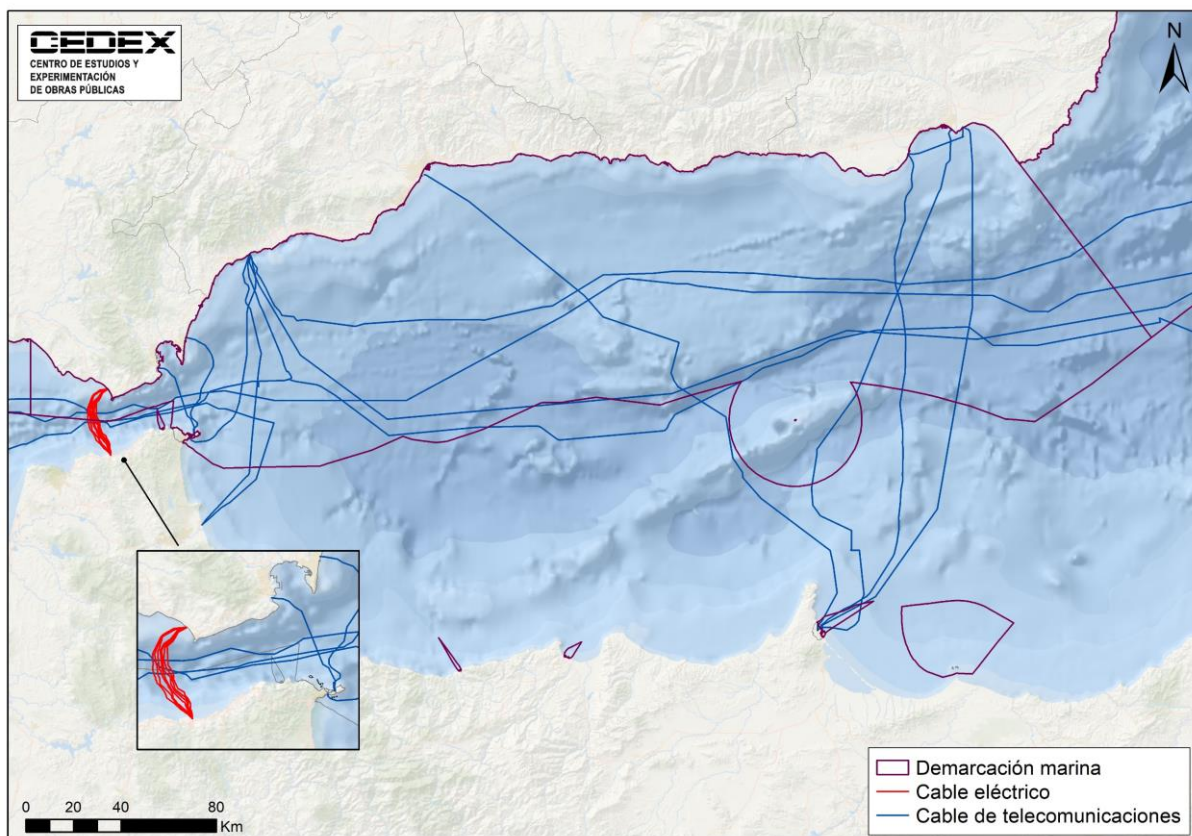 CEDEX
CENTRO DE ESTUDIOS Y
EXPERIMENTACIÓN
DE OBRAS PÚBLICAS
N
Demarcación marina
Cable eléctrico
Cable de telecomunicaciones
0 20 40 80
Km